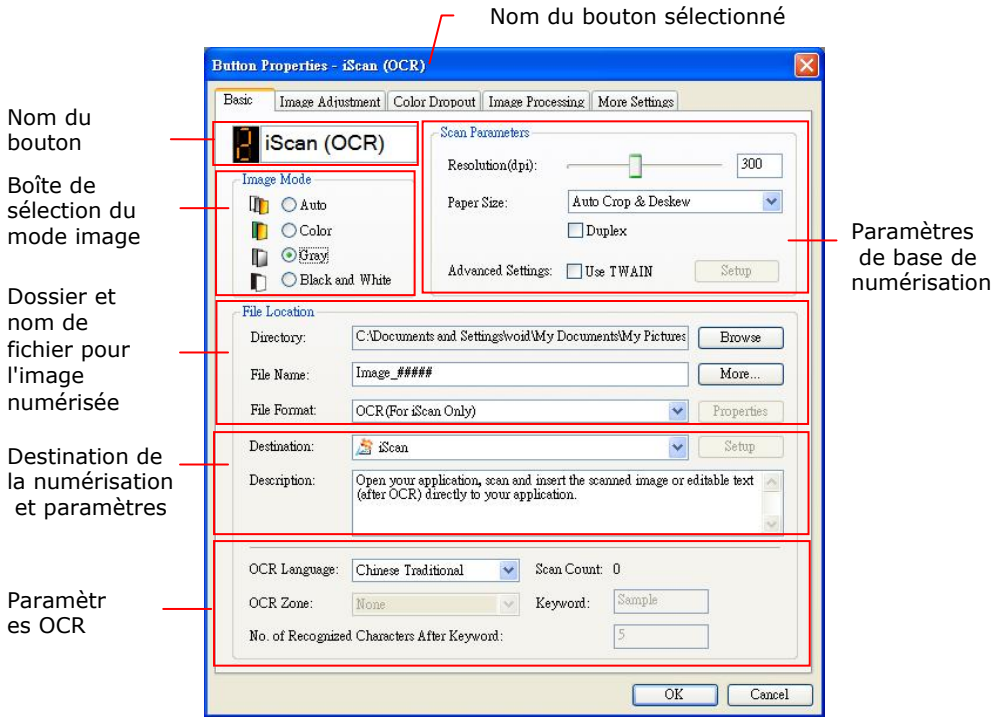 Nom du bouton sélectionné
Button Properties - iScan (OCR)
Basic Image Adjustment Color Dropout Image Processing More Settings
Nom du
bouton
2 iScan (OCR)
Boîte de
sélection du
mode image
Image Mode
Auto
Color
Gray
Black and White
Scan Parameters
Resolution(dpi): 300
Paper Size: Auto Crop & Deskew
Duplex
Advanced Settings: Use TWAIN Setup
Paramètres
de base de
numérisation
Dossier et
nom de
fichier pour
l'image
numérisée
File Location
Directory: C:\Documents and Settings\void\My Documents\My Pictures Browse
File Name: Image_##### More...
File Format: OCR(For iScan Only) Properties
Destination de
la numérisation
et paramètres
Destination: iScan Setup
Description: Open your application, scan and insert the scanned image or editable text
(after OCR) directly to your application.
Paramètr
es OCR
OCR Language: Chinese Traditional Scan Count: 0
OCR Zone: None Keyword: Sample
No. of Recognized Characters After Keyword: 5
OK Cancel